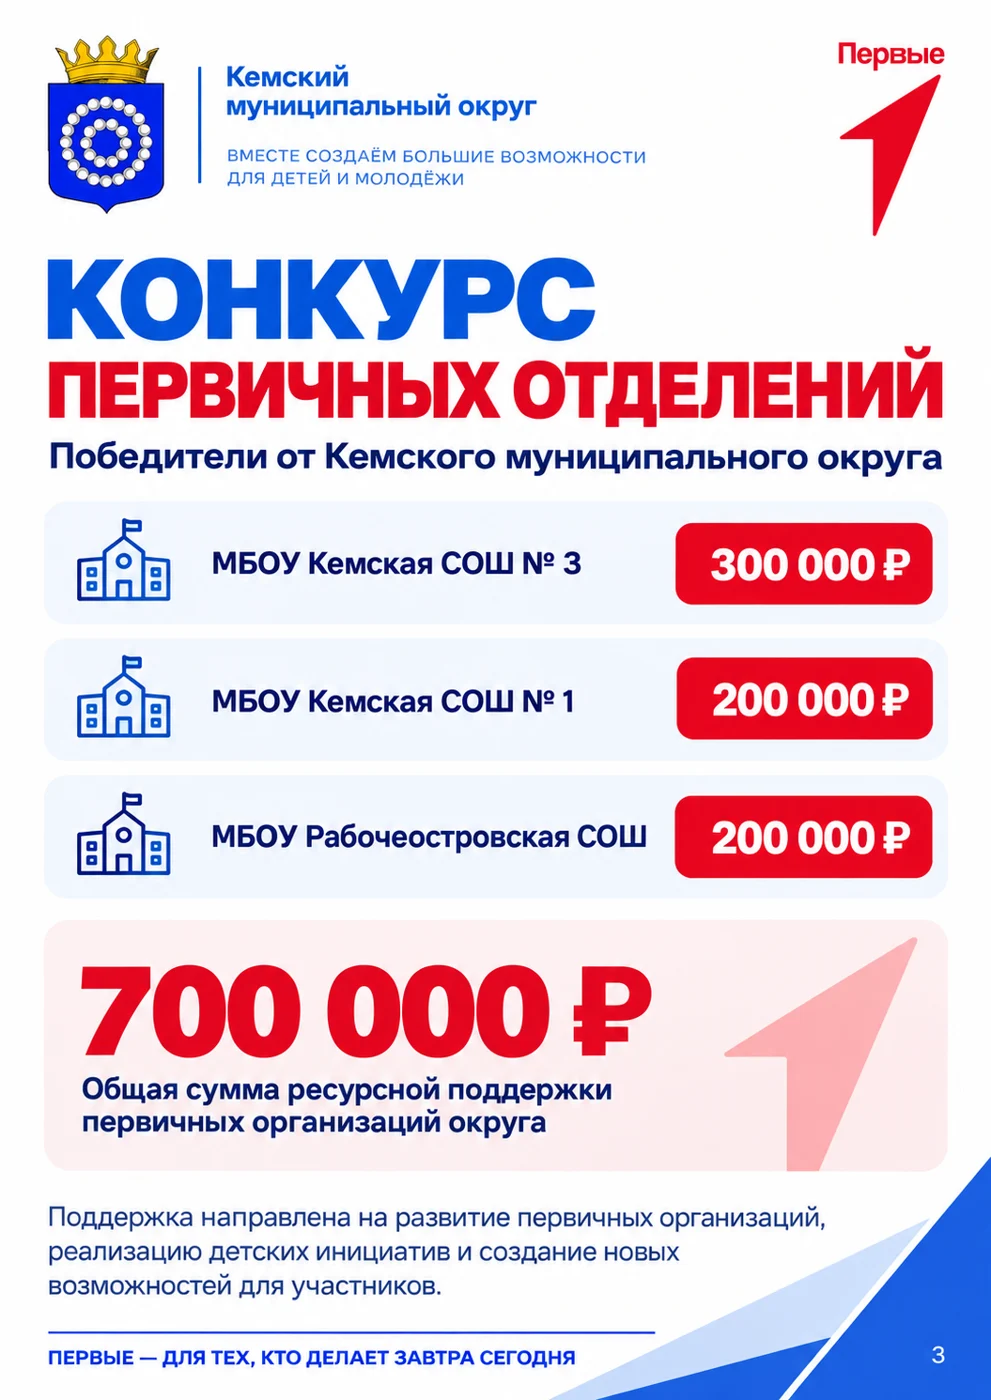 Кемский
муниципальный округ
ВМЕСТЕ СОЗДАЁМ БОЛЬШИЕ ВОЗМОЖНОСТИ
ДЛЯ ДЕТЕЙ И МОЛОДЁЖИ
Первые
КОНКУРС
ПЕРВИЧНЫХ ОТДЕЛЕНИЙ
Победители от Кемского муниципального округа
МБОУ Кемская СОШ № 3
300 000 ₽
МБОУ Кемская СОШ № 1
200 000 ₽
МБОУ Рабочеостровская СОШ
200 000 ₽
700 000 ₽
Общая сумма ресурсной поддержки
первичных организаций округа
Поддержка направлена на развитие первичных организаций,
реализацию детских инициатив и создание новых
возможностей для участников.
ПЕРВЫЕ — ДЛЯ ТЕХ, КТО ДЕЛАЕТ ЗАВТРА СЕГОДНЯ
3